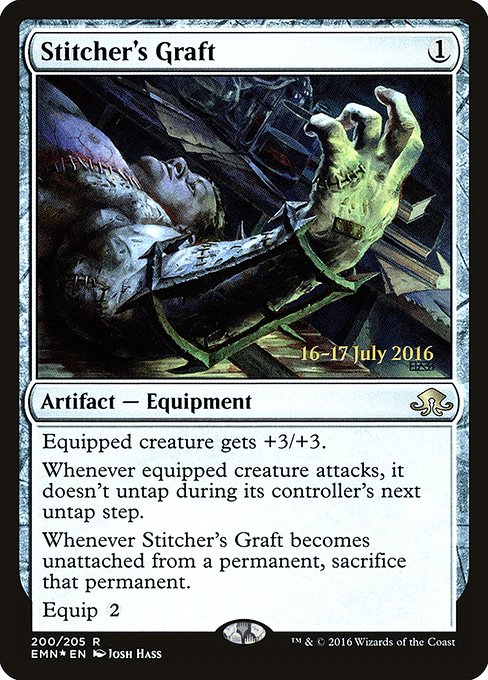 Stitcher's Graft 1
16–17 July 2016
Artifact — Equipment
Equipped creature gets +3/+3.
Whenever equipped creature attacks, it
doesn't untap during its controller's next
untap step.
Whenever Stitcher's Graft becomes
unattached from a permanent, sacrifice
that permanent.
Equip 2
200/205 R
EMN★EN Josh Hass
™ & © 2016 Wizards of the Coast